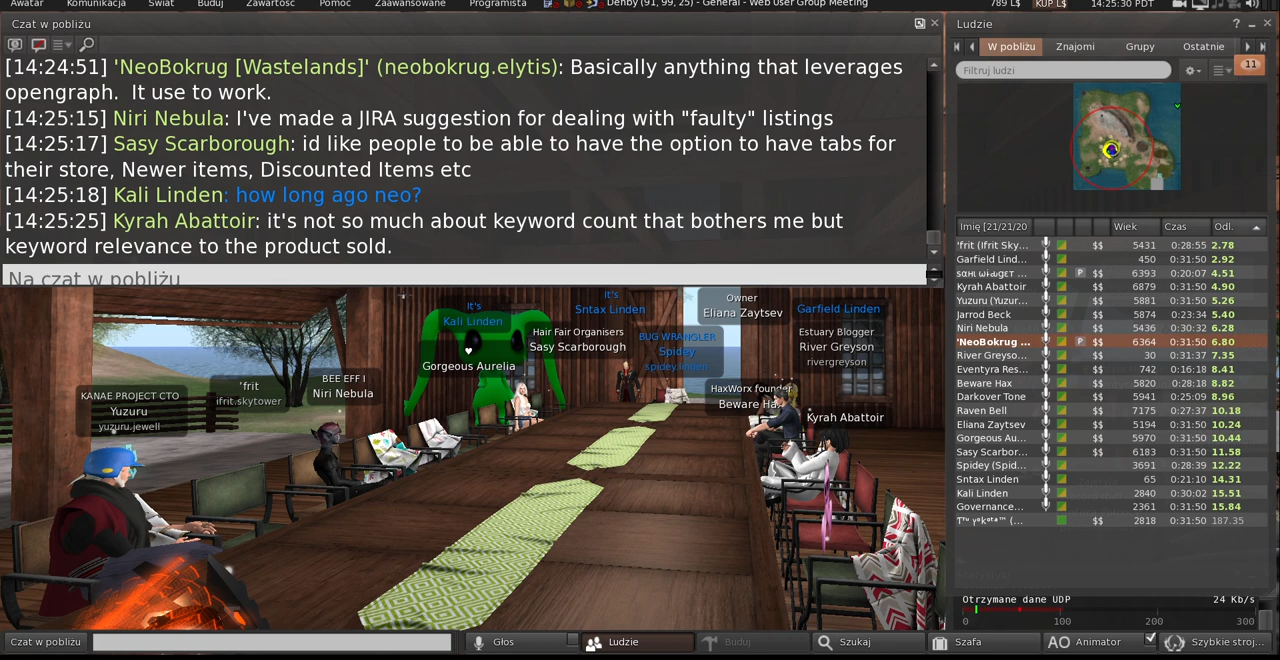 Awatar Komunikacja Świat Buduj Zawartość Pomoc Zaawansowane Programista Denby (91, 99, 25) - General - Web User Group Meeting 789 L$ KUP L$ 14:25:30 PDT
Czat w pobliżu
[14:24:51] 'NeoBokrug [Wastelands]' (neobokrug.elytis): Basically anything that leverages
opengraph. It use to work.
[14:25:15] Niri Nebula: I've made a JIRA suggestion for dealing with "faulty" listings
[14:25:17] Sasy Scarborough: id like people to be able to have the option to have tabs for
their store, Newer items, Discounted Items etc
[14:25:18] Kali Linden: how long ago neo?
[14:25:25] Kyrah Abattoir: it's not so much about keyword count that bothers me but
keyword relevance to the product sold.
Na czat w pobliżu
It's
Kali Linden
It's
Sntax Linden
Owner
Eliana Zaytsev
Garfield Linden
Hair Fair Organisers
Sasy Scarborough
BUG WRANGLER
Spidey
spidey.linden
Estuary Blogger
River Greyson
rivergreyson
♥
Gorgeous Aurelia
KANAE PROJECT CTO
Yuzuru
yuzuru.jewell
'frit
ifrit.skytower
BEE EFF I
Niri Nebula
HaxWorx founder
Beware Ha
Kyrah Abattoir
Ludzie
? _ ×
W pobliżu Znajomi Grupy Ostatnie
Filtruj ludzi
11
Imię [21/21/20 Wiek Czas Odl.
'frit (Ifrit Sky... $$ 5431 0:28:55 2.78
Garfield Lind... 450 0:31:50 2.92
P $$ 6393 0:20:07 4.51
Kyrah Abattoir $$ 6879 0:31:50 4.90
Yuzuru (Yuzur... $$ 5881 0:31:50 5.26
Jarrod Beck $$ 5874 0:23:34 5.40
Niri Nebula $$ 5436 0:30:32 6.28
'NeoBokrug ... P $$ 6364 0:31:50 6.80
River Greyso... 30 0:31:37 7.35
Eventyra Res... 742 0:16:18 8.41
Beware Hax $$ 5820 0:28:18 8.82
Darkover Tone $$ 5941 0:25:09 8.96
Raven Bell $$ 7175 0:27:37 10.18
Eliana Zaytsev $$ 5194 0:31:50 10.24
Gorgeous Au... $$ 5970 0:31:50 10.44
Sasy Scarbor... $$ 6183 0:31:50 11.58
Spidey (Spid... 3691 0:28:39 12.22
Sntax Linden 65 0:21:10 14.31
Kali Linden 2840 0:30:02 15.51
Governance... 2361 0:31:50 15.84
$$ 2818 0:31:50 187.35
Otrzymane dane UDP 24 Kb/s
0 100 200 300
Czat w pobliżu Głos Ludzie Buduj Szukaj Szafa AO Animator Szybkie stroj...